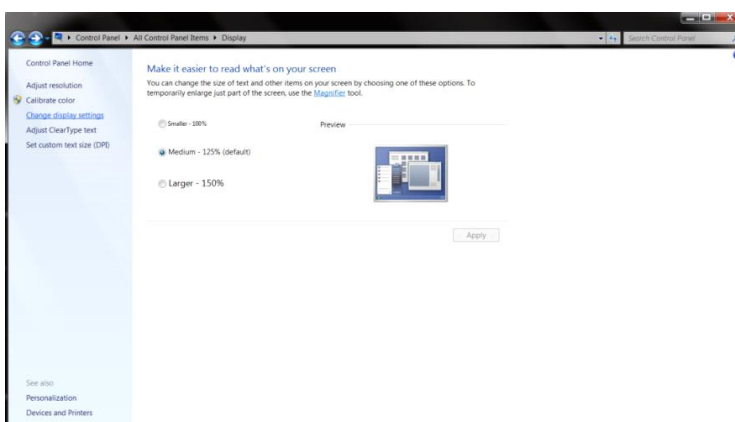 Control Panel ▸ All Control Panel Items ▸ Display
Search Control Panel
Control Panel Home
Adjust resolution
Calibrate color
Change display settings
Adjust ClearType text
Set custom text size (DPI)
See also
Personalization
Devices and Printers
Make it easier to read what's on your screen
You can change the size of text and other items on your screen by choosing one of these options. To
temporarily enlarge just part of the screen, use the Magnifier tool.
Smaller - 100%
Preview
Medium - 125% (default)
Larger - 150%
Apply